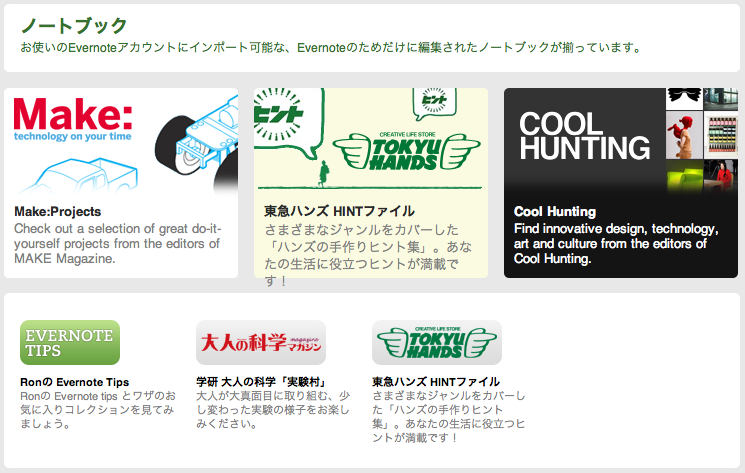 ノートブック
お使いのEvernoteアカウントにインポート可能な、Evernoteのためだけに編集されたノートブックが揃っています。
Make:
technology on your time
Make:Projects
Check out a selection of great do-it-
yourself projects from the editors of
MAKE Magazine.
ヒント
ヒント
CREATIVE LIFE STORE
TOKYU
HANDS
東急ハンズ HINTファイル
さまざまなジャンルをカバーした
「ハンズの手作りヒント集」。あな
たの生活に役立つヒントが満載で
す！
COOL
HUNTING
Cool Hunting
Find innovative design, technology,
art and culture from the editors of
Cool Hunting.
EVERNOTE
TIPS
Ronの Evernote Tips
Ronの Evernote tips とワザのお
気に入りコレクションを見てみ
ましょう。
大人の科学 magazine
マガジン
学研 大人の科学「実験村」
大人が大真面目に取り組む、少
し変わった実験の様子をお楽し
みください。
CREATIVE LIFE STORE
TOKYU
HANDS
東急ハンズ HINTファイル
さまざまなジャンルをカバーし
た「ハンズの手作りヒント
集」。あなたの生活に役立つヒ
ントが満載です！